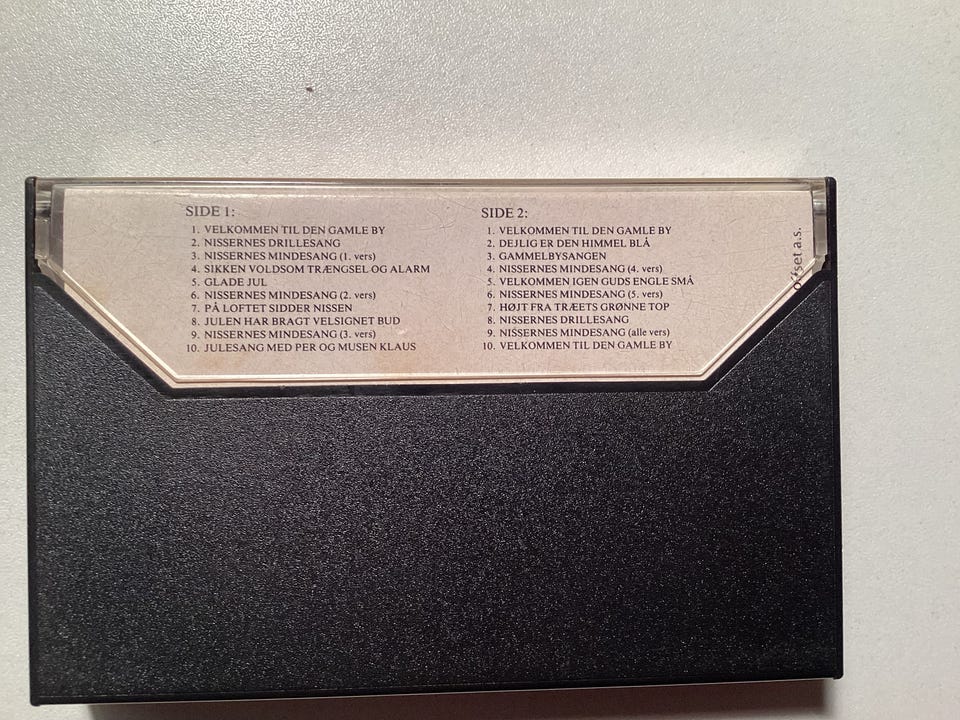 SIDE 1:
1. VELKOMMEN TIL DEN GAMLE BY
2. NISSERNES DRILLESANG
3. NISSERNES MINDESANG (1. vers)
4. SIKKEN VOLDSOM TRÆNGSEL OG ALARM
5. GLADE JUL
6. NISSERNES MINDESANG (2. vers)
7. PÅ LOFTET SIDDER NISSEN
8. JULEN HAR BRAGT VELSIGNET BUD
9. NISSERNES MINDESANG (3. vers)
10. JULESANG MED PER OG MUSEN KLAUS
SIDE 2:
1. VELKOMMEN TIL DEN GAMLE BY
2. DEJLIG ER DEN HIMMEL BLÅ
3. GAMMELBYSANGEN
4. NISSERNES MINDESANG (4. vers)
5. VELKOMMEN IGEN GUDS ENGLE SMÅ
6. NISSERNES MINDESANG (5. vers)
7. HØJT FRA TRÆETS GRØNNE TOP
8. NISSERNES DRILLESANG
9. NISSERNES MINDESANG (alle vers)
10. VELKOMMEN TIL DEN GAMLE BY
a.s.